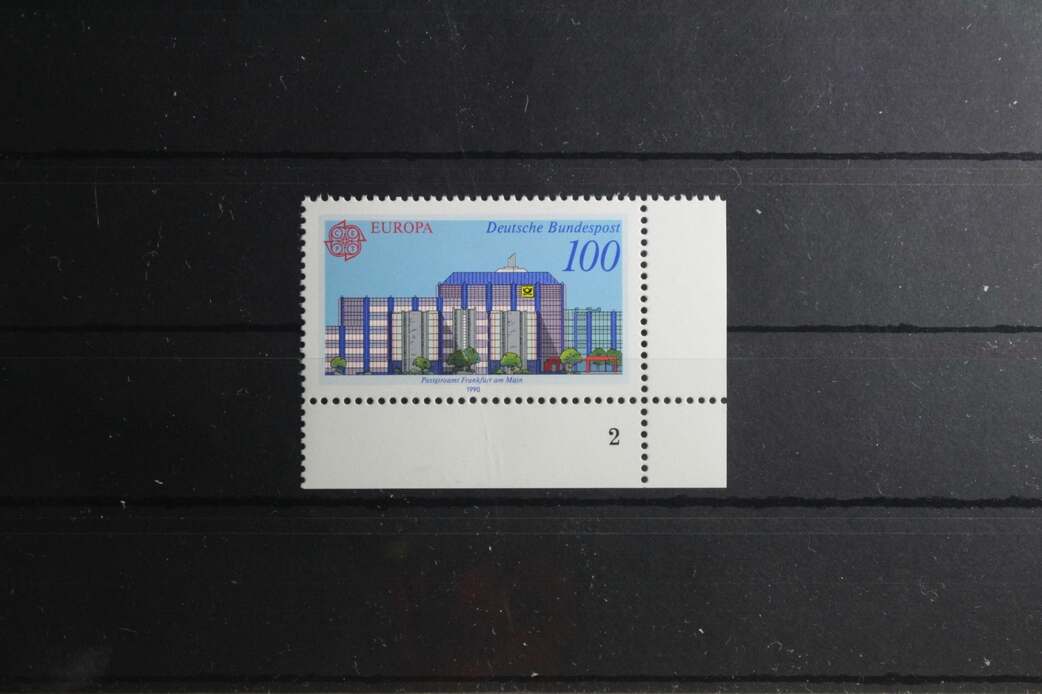 EUROPA
Deutsche Bundespost
100
Postgiroamt Frankfurt am Main
1990
2